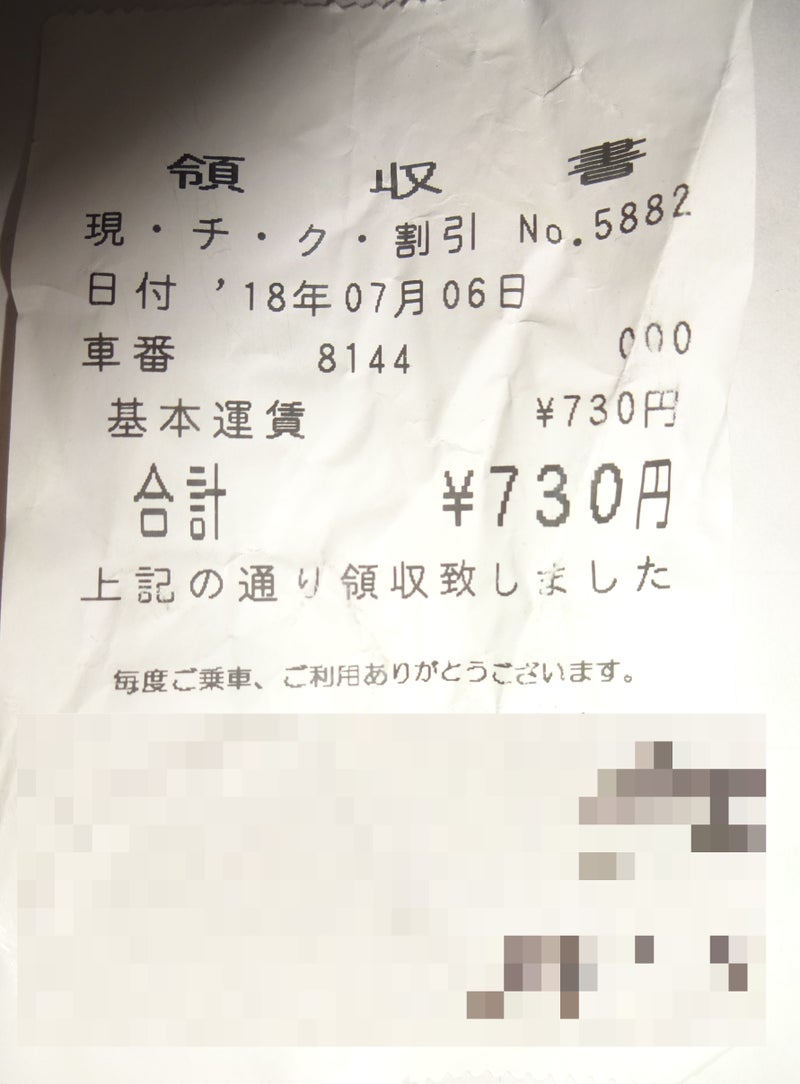 領収書
現・チ・ク・割引 No.5882
日付 '18年07月06日
車番 8144 000
基本運賃 ¥730円
合計 ¥730円
上記の通り領収致しました
毎度ご乗車、ご利用ありがとうございます。